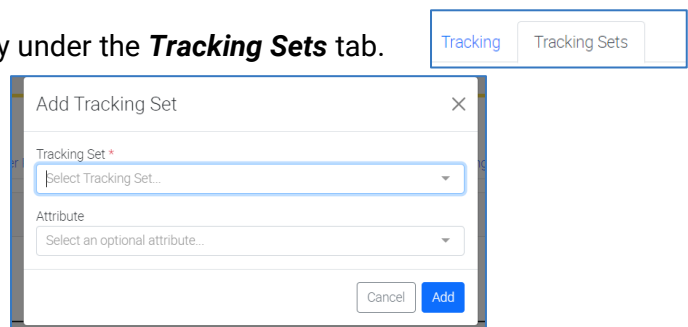 y under the Tracking Sets tab.
Tracking Tracking Sets
Add Tracking Set
Tracking Set *
Select Tracking Set...
Attribute
Select an optional attribute...
Cancel Add